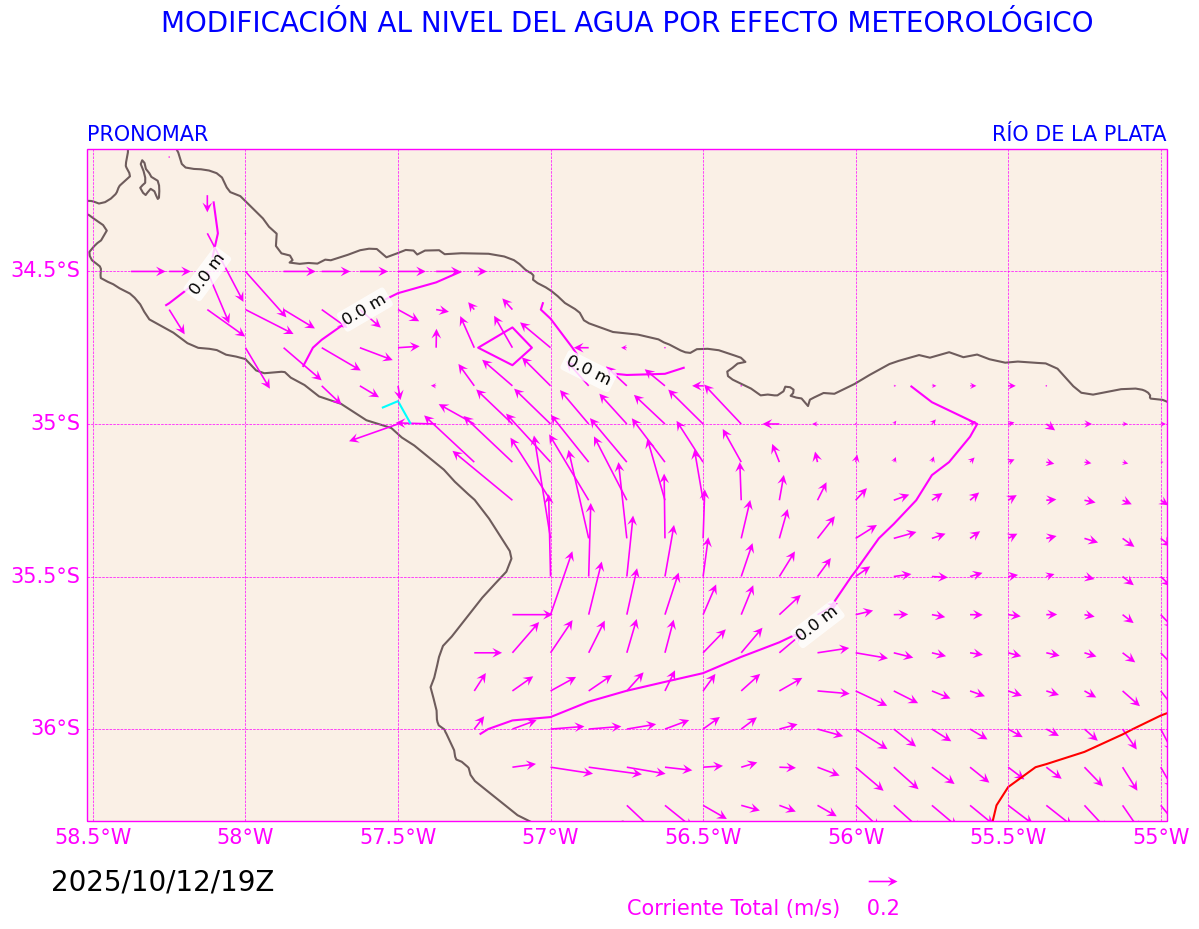 MODIFICACIÓN AL NIVEL DEL AGUA POR EFECTO METEOROLÓGICO
PRONOMAR RÍO DE LA PLATA
0.0 m
34.5°S
0.0 m
0.0 m
35°S
35.5°S
0.0 m
36°S
58.5°W 58°W 57.5°W 57°W 56.5°W 56°W 55.5°W 55°W
2025/10/12/19Z
Corriente Total (m/s) 0.2